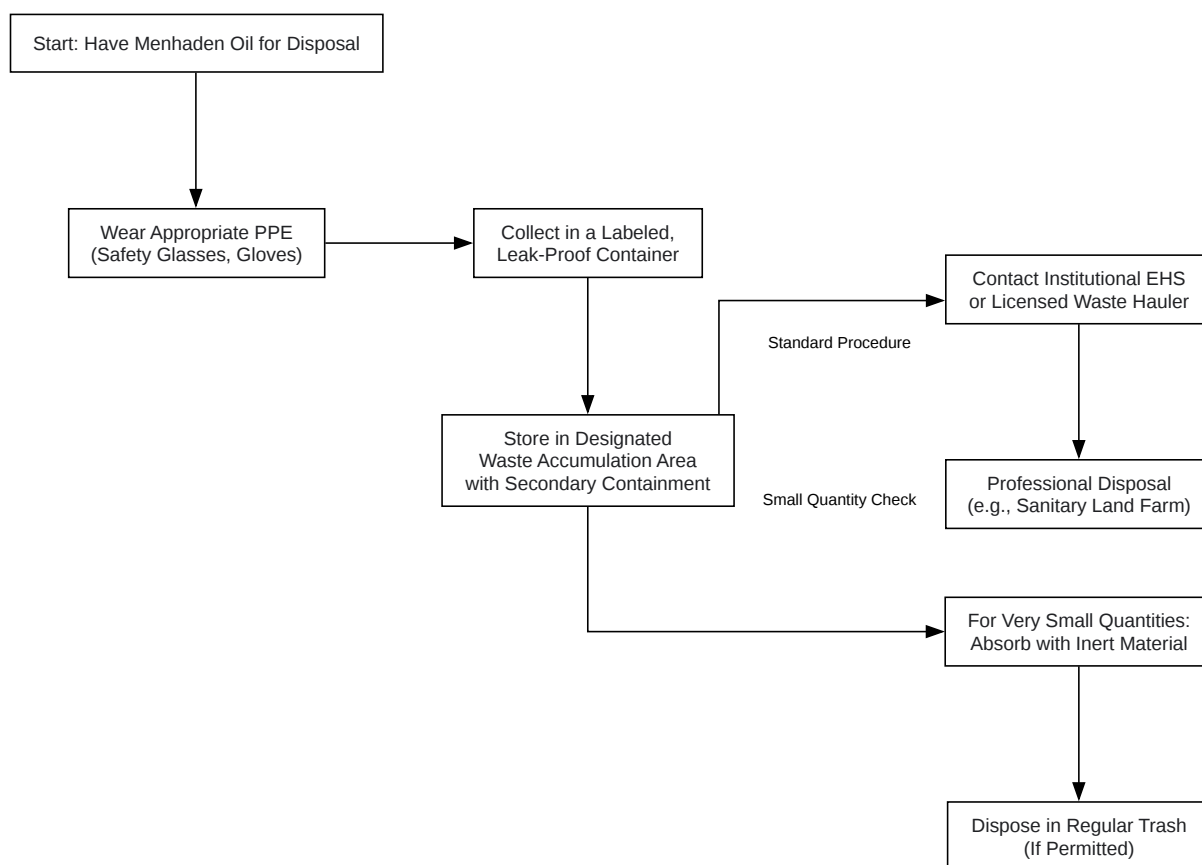 Start: Have Menhaden Oil for Disposal
Wear Appropriate PPE
(Safety Glasses, Gloves)
Collect in a Labeled,
Leak-Proof Container
Contact Institutional EHS
or Licensed Waste Hauler
Standard Procedure
Store in Designated
Waste Accumulation Area
with Secondary Containment
Small Quantity Check
Professional Disposal
(e.g., Sanitary Land Farm)
For Very Small Quantities:
Absorb with Inert Material
Dispose in Regular Trash
(If Permitted)